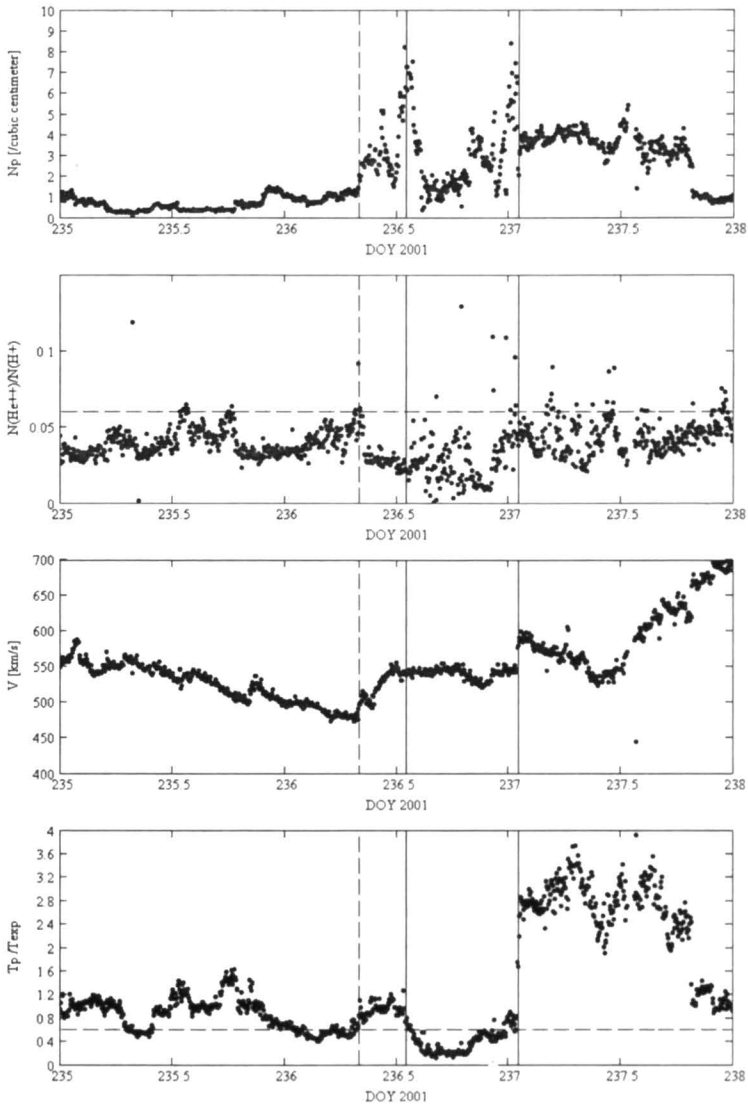 10
9
8
7
6
5
4
3
2
1
0
Np [/cubic centimeter]
235 235.5 236 236 5 237 237.5 238
DOY 2001
0 1
0 05
0
N(He++)/N(H+)
235 235.5 236 236.5 237 237.5 238
DOY 2001
700
650
600
550
500
450
400
V [km/s]
235 235.5 236 236 5 237 237.5 238
DOY 2001
4
3.6
3.2
2.8
2.4
2
1.6
1 2
0.8
0 4
0
Tp /Texp
235 235.5 236 236 5 237 237 5 238
DOY 2001